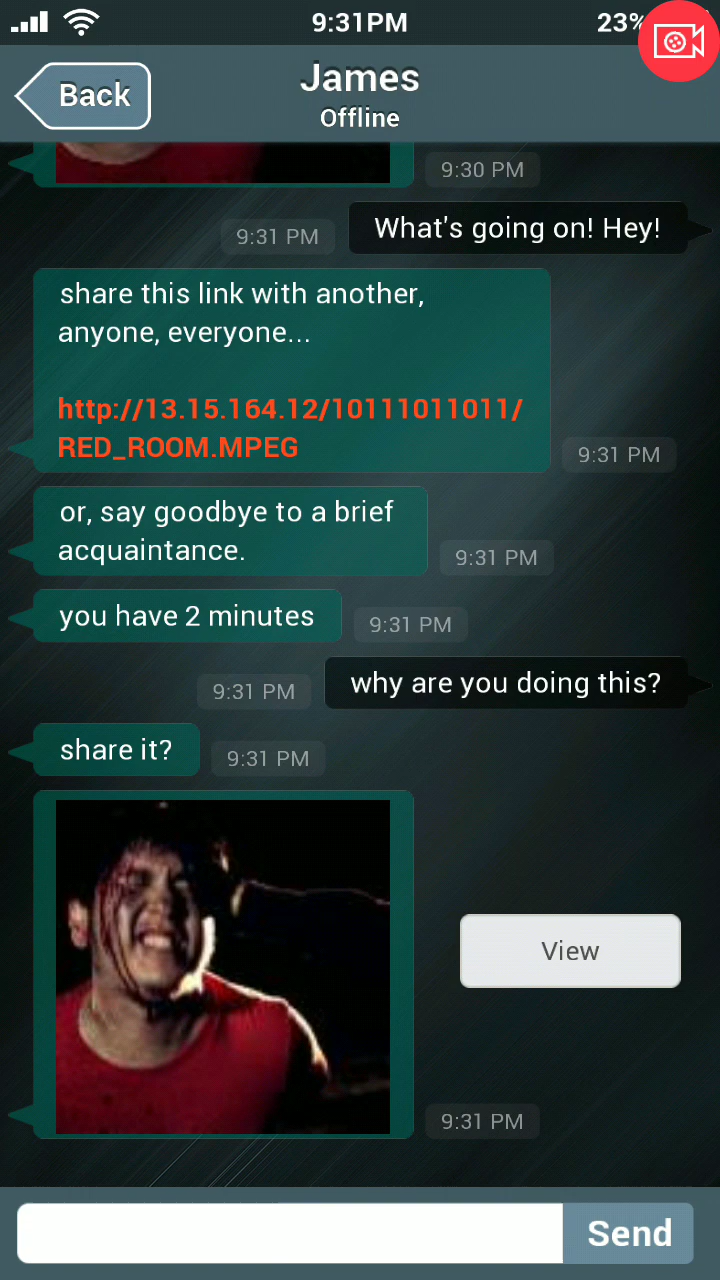 9:31PM
23%
Back
James
Offline
9:30 PM
9:31 PM
What's going on! Hey!
share this link with another,
anyone, everyone...
http://13.15.164.12/10111011011/
RED_ROOM.MPEG
9:31 PM
or, say goodbye to a brief
acquaintance.
9:31 PM
you have 2 minutes
9:31 PM
9:31 PM
why are you doing this?
share it?
9:31 PM
View
9:31 PM
Send